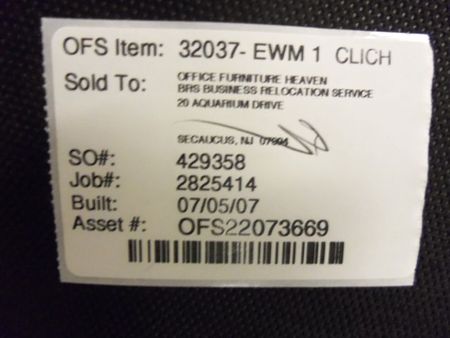 OFS Item: 32037- EWM 1 CLICH
Sold To: OFFICE FURNITURE HEAVEN
BRS BUSINESS RELOCATION SERVICE
20 AQUARIUM DRIVE
SECAUCUS, NJ 07094
SO#: 429358
Job#: 2825414
Built: 07/05/07
Asset #: OFS22073669